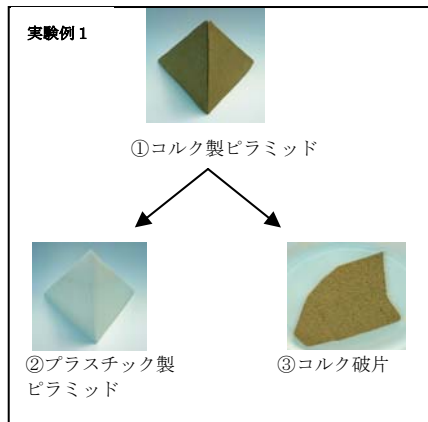 実験例１
①コルク製ピラミッド
②プラスチック製
ピラミッド
③コルク破片